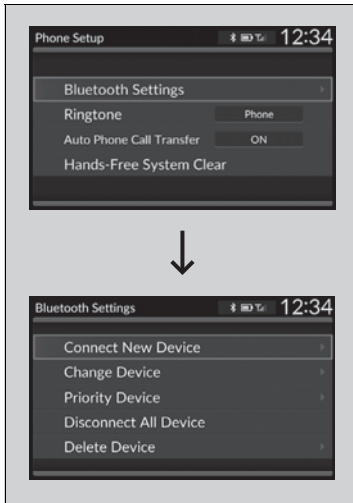 Phone Setup 12:34
Bluetooth Settings
Ringtone Phone
Auto Phone Call Transfer ON
Hands-Free System Clear
Bluetooth Settings 12:34
Connect New Device
Change Device
Priority Device
Disconnect All Device
Delete Device